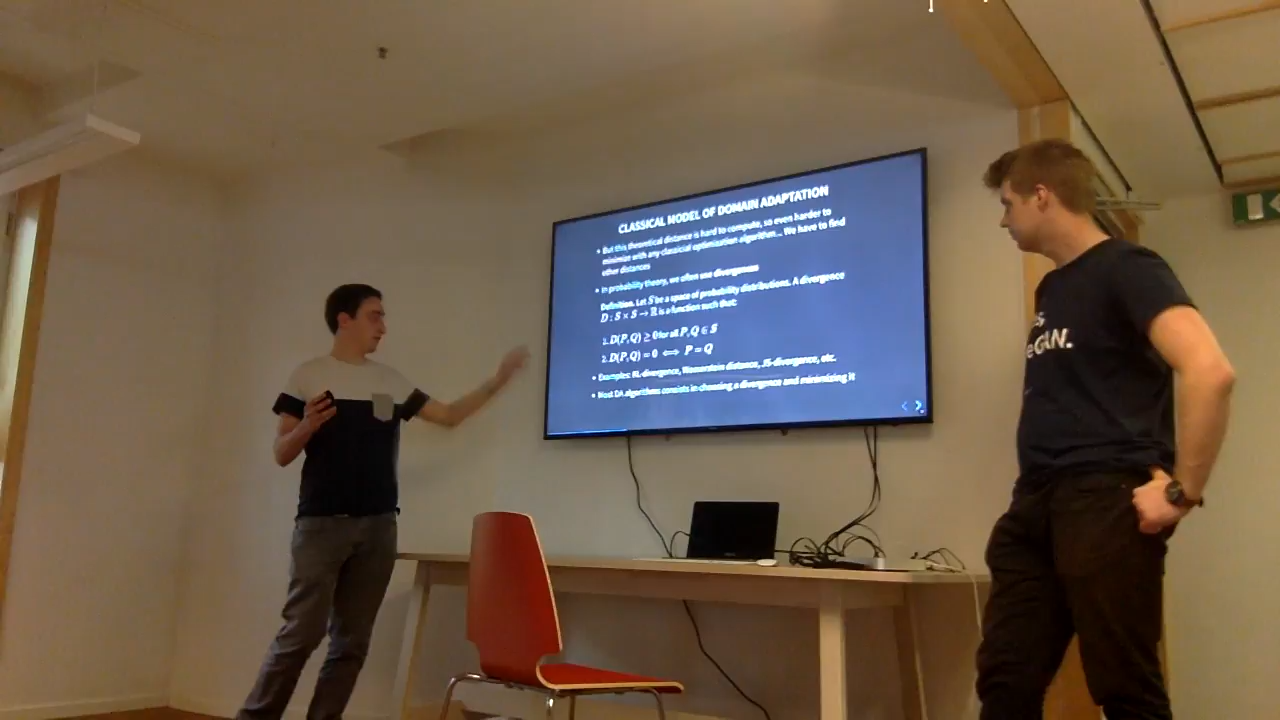 CLASSICAL MODEL OF DOMAIN ADAPTATION
• But this theoretical distance is hard to compute, so even harder to
minimize with any classicial optimization algorithm... We have to find
other distances
• In probability theory, we often use divergences
Definition. Let S be a space of probability distributions. A divergence
D : S × S → ℝ is a function such that:
1. D(P, Q) ≥ 0 for all P, Q ∈ S
2. D(P, Q) = 0 ⟺ P = Q
• Examples: KL-divergence, Wasserstein distance, JS-divergence, etc.
• Most DA algorithms consists in choosing a divergence and minimizing it
eGAN.